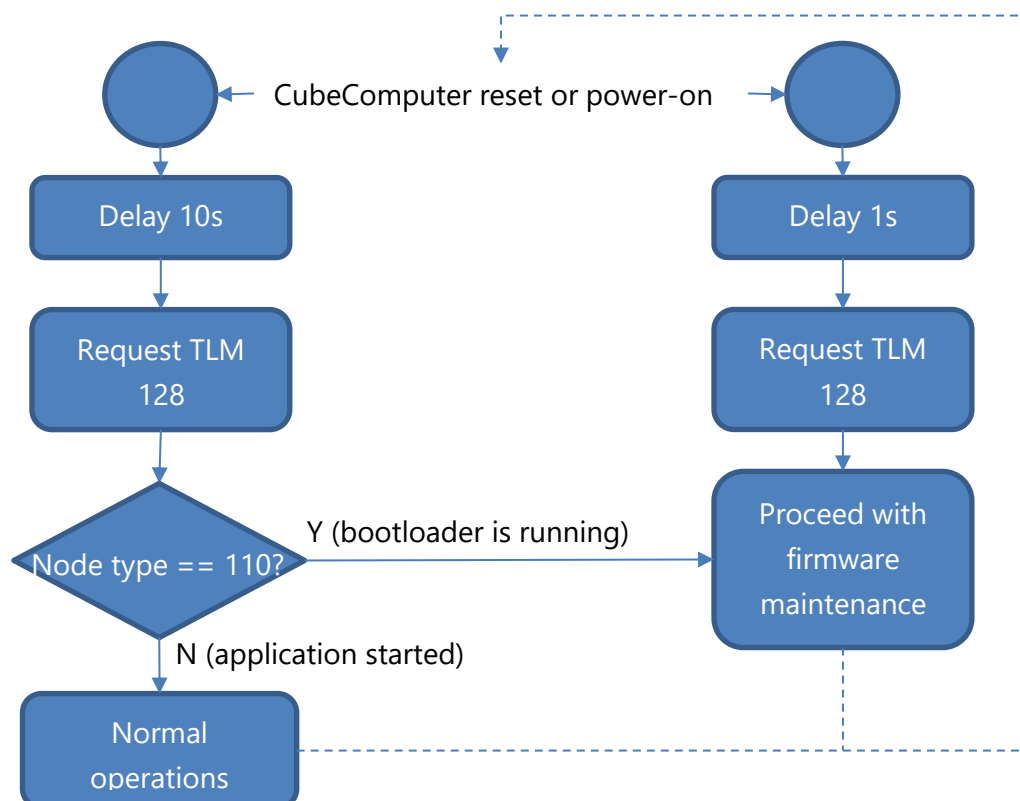 CubeComputer reset or power-on
Delay 10s
Delay 1s
Request TLM
128
Request TLM
128
Node type == 110?
Y (bootloader is running)
Proceed with
firmware
maintenance
N (application started)
Normal
operations